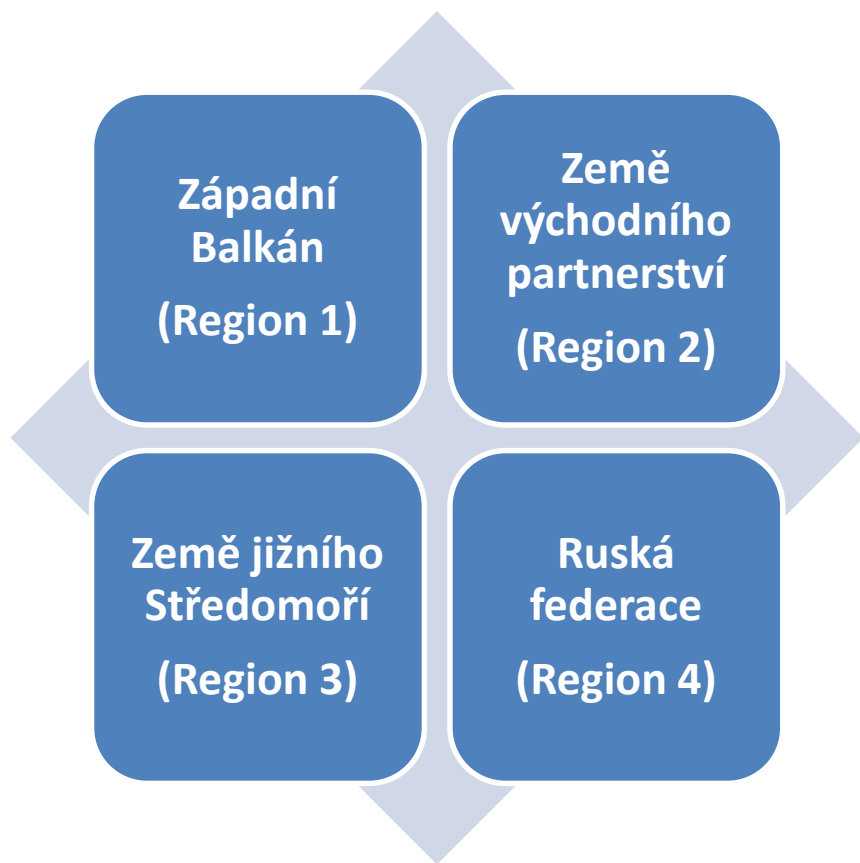 Západní
Balkán
(Region 1)
Země
východního
partnerství
(Region 2)
Země jižního
Středomoří
(Region 3)
Ruská
federace
(Region 4)